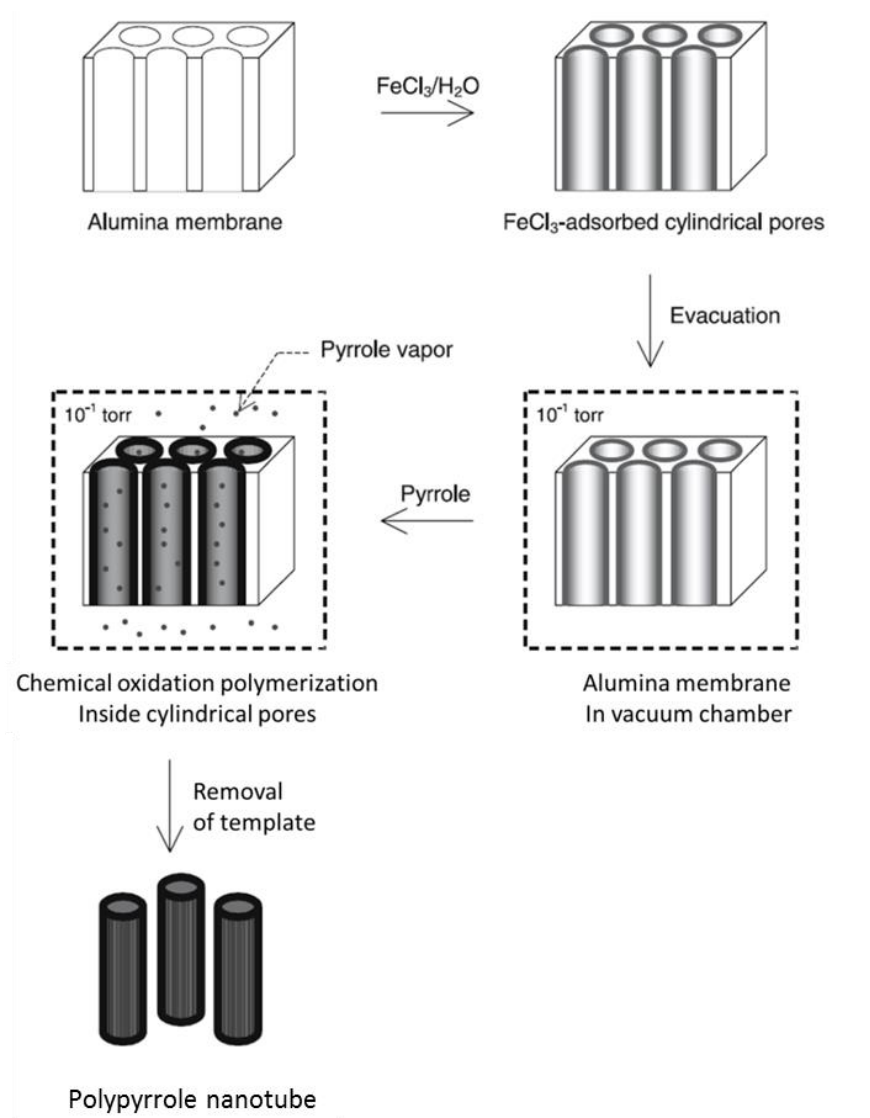 FeCl₃/H₂O
Alumina membrane
FeCl₃-adsorbed cylindrical pores
Evacuation
Pyrrole vapor
10⁻¹ torr
10⁻¹ torr
Pyrrole
Chemical oxidation polymerization
Inside cylindrical pores
Alumina membrane
In vacuum chamber
Removal
of template
Polypyrrole nanotube